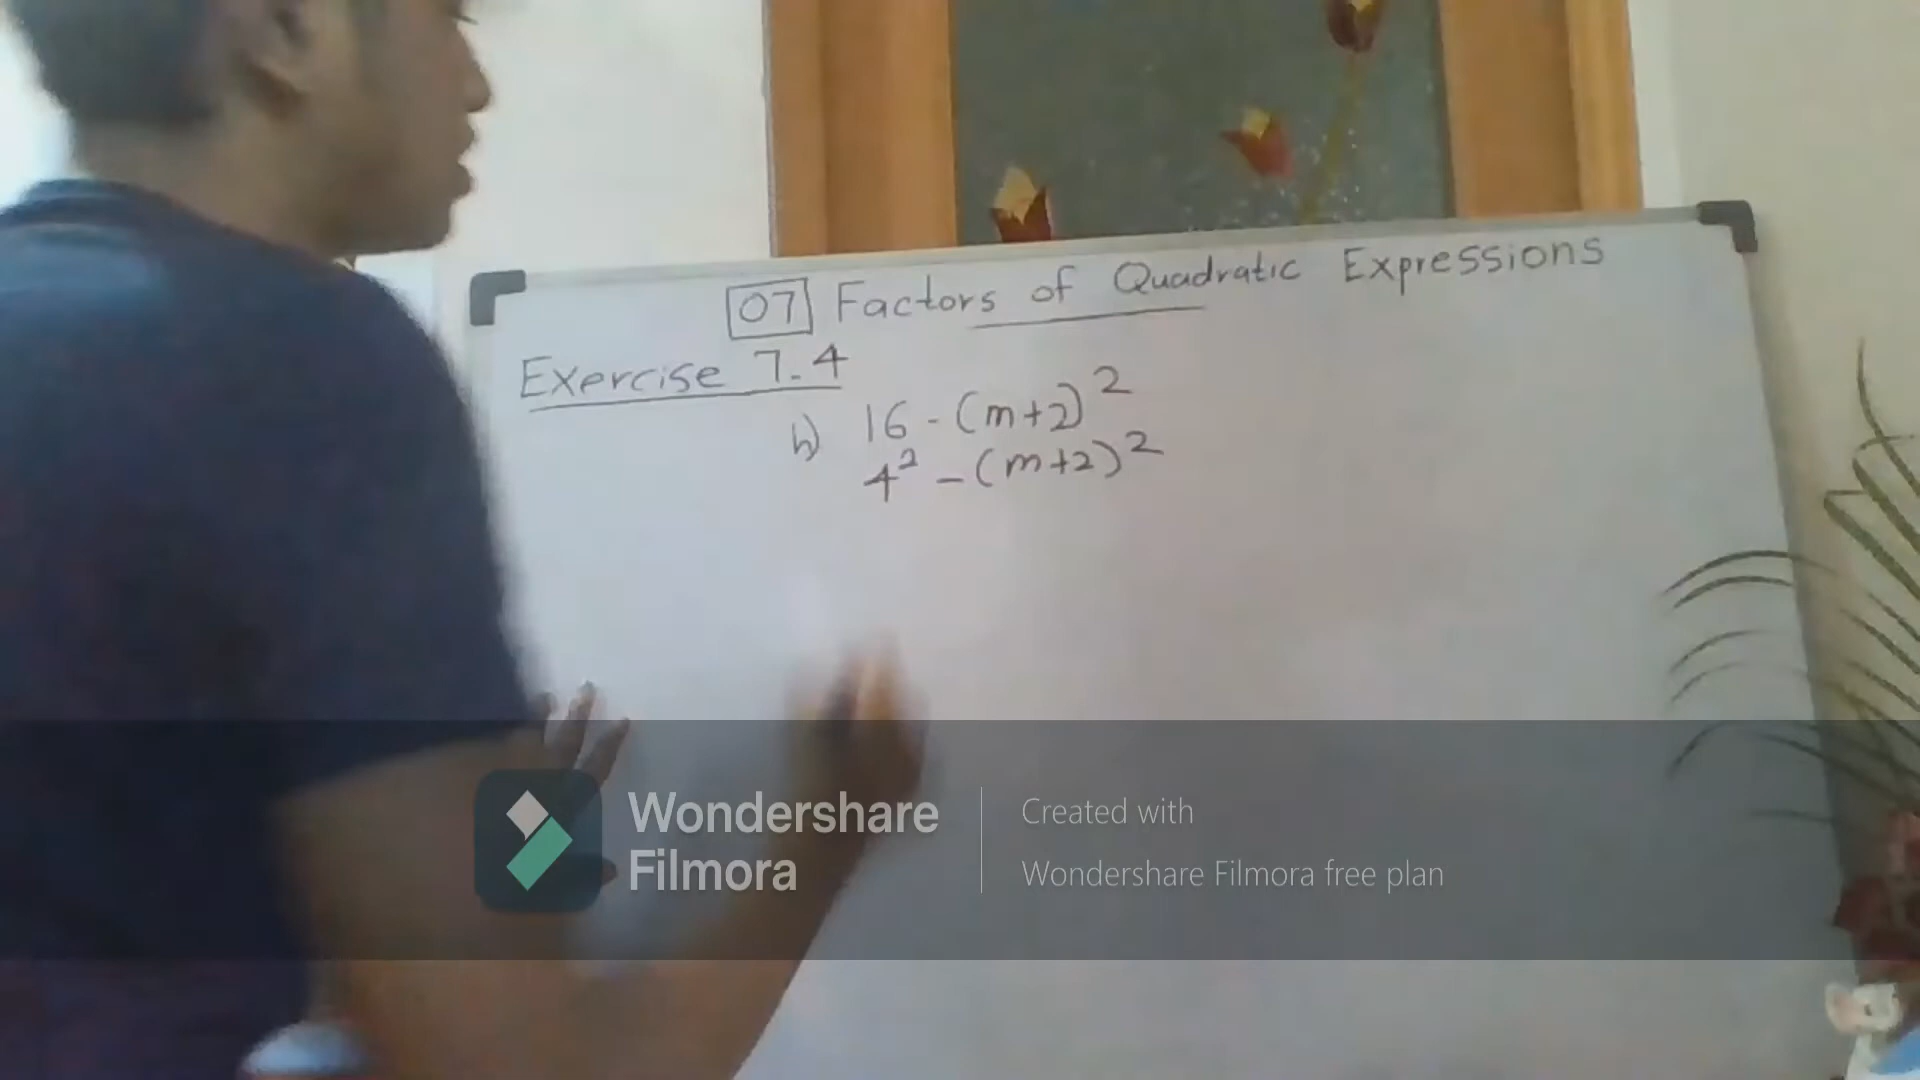 07 Factors of Quadratic Expressions
Exercise 7.4
h) 16 - (m+2)²
4² - (m+2)²
Wondershare
Filmora
Created with
Wondershare Filmora free plan